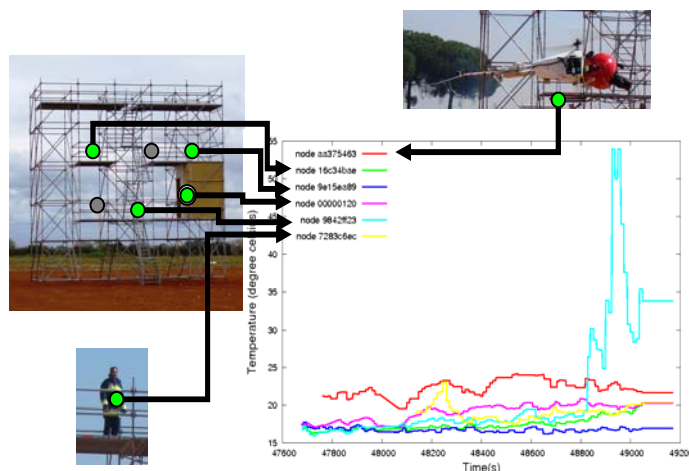 55
node aa375463
node 16c34bae
50
node 9e15ea89
node 00000120
45
node 9842ff23
node 7283c6ec
40
35
30
25
20
15
Temperature (degree celsius)
47600 47800 48000 48200 48400 48600 48800 49000 49200
Time(s)